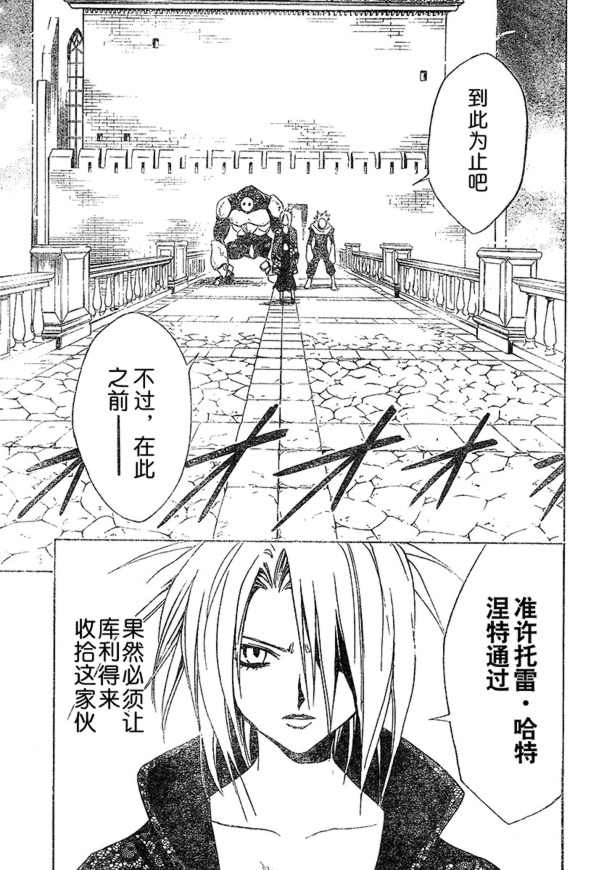 到此为止吧
不过，在此
之前——
准许托雷·哈特
涅特通过
果然必须让
库利得来
收拾这家伙